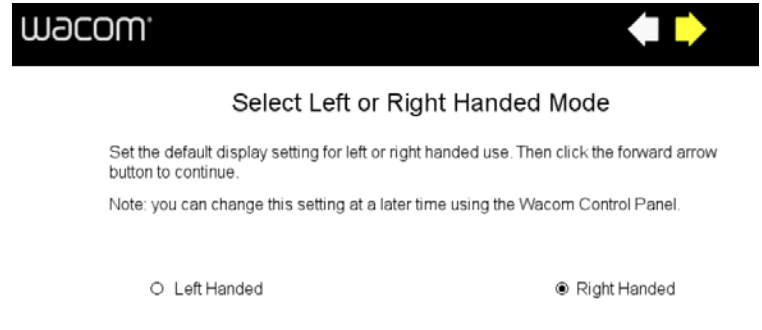 wacom
Select Left or Right Handed Mode
Set the default display setting for left or right handed use. Then click the forward arrow
button to continue.
Note: you can change this setting at a later time using the Wacom Control Panel.
Left Handed Right Handed